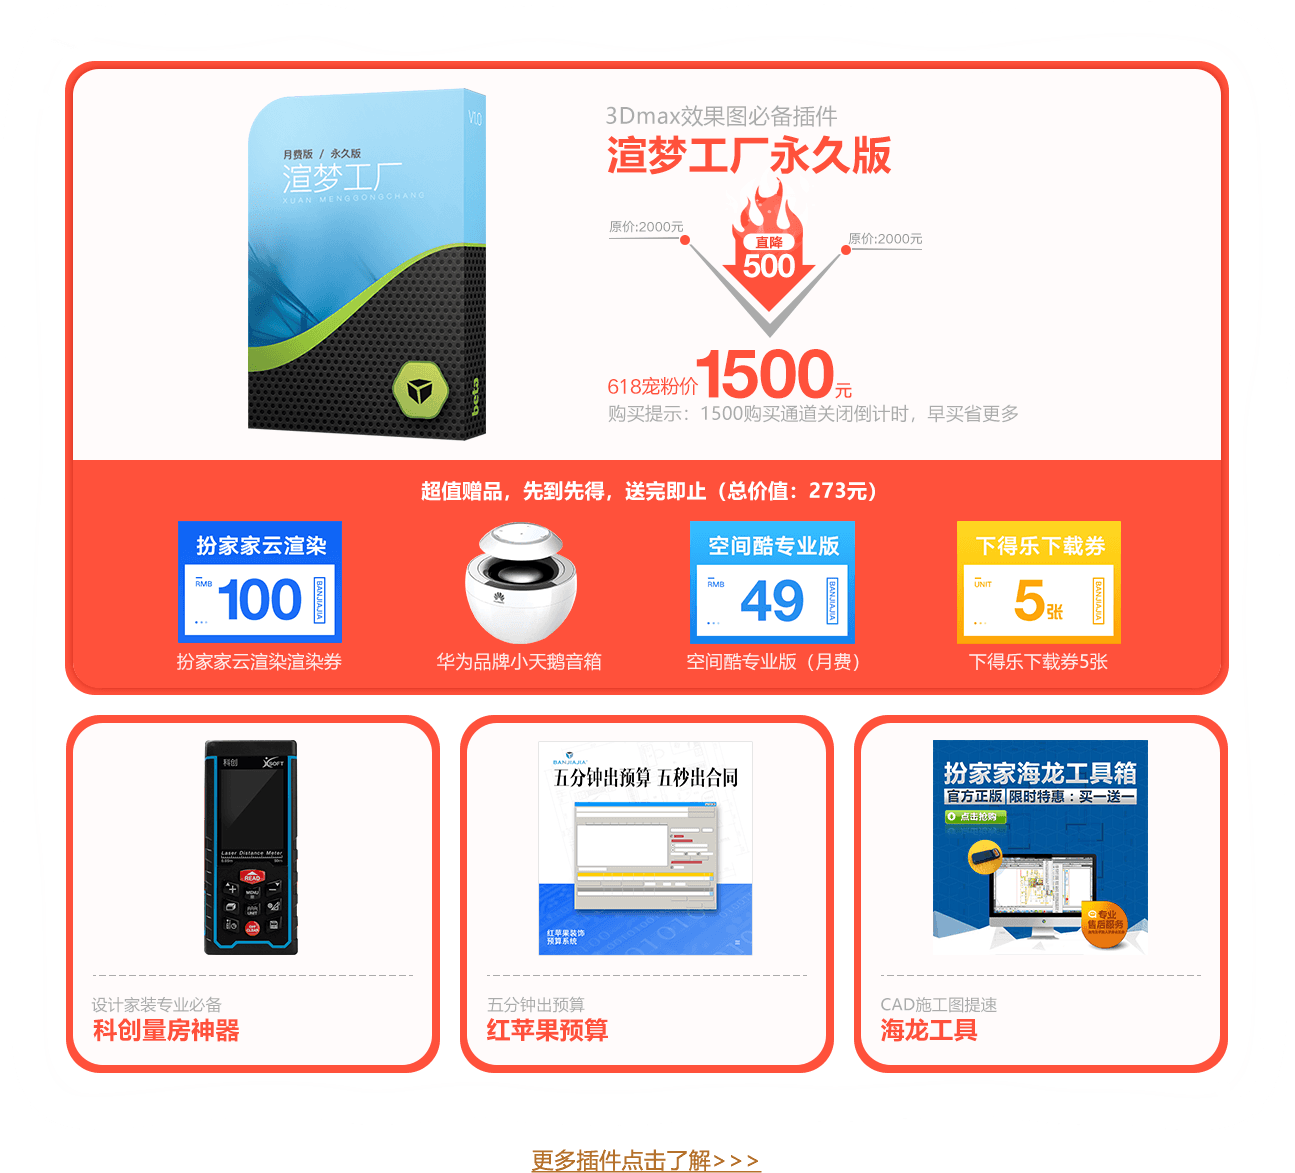 3Dmax效果图必备插件
渲梦工厂永久版
V1.0
月费版 / 永久版
渲梦工厂
XUAN MENGGONGCHANG
beta
原价:2000元
直降
500
原价:2000元
618宠粉价1500元
购买提示：1500购买通道关闭倒计时，早买省更多
超值赠品，先到先得，送完即止（总价值：273元）
扮家家云渲染
RMB
100
BANJIAJIA
扮家家云渲染渲染券
华为品牌小天鹅音箱
空间酷专业版
RMB
49
BANJIAJIA
空间酷专业版（月费）
下得乐下载券
UNIT
5张
BANJIAJIA
下得乐下载券5张
科创
SOFT
Laser Distance Meter
READ
MENU
UNIT
设计家装专业必备
科创量房神器
BANJIAJIA
五分钟出预算 五秒出合同
红苹果装饰
预算系统
五分钟出预算
红苹果预算
扮家家海龙工具箱
官方正版 限时特惠：买一送一
点击抢购
专业
售后服务
CAD施工图提速
海龙工具
更多插件点击了解>>>